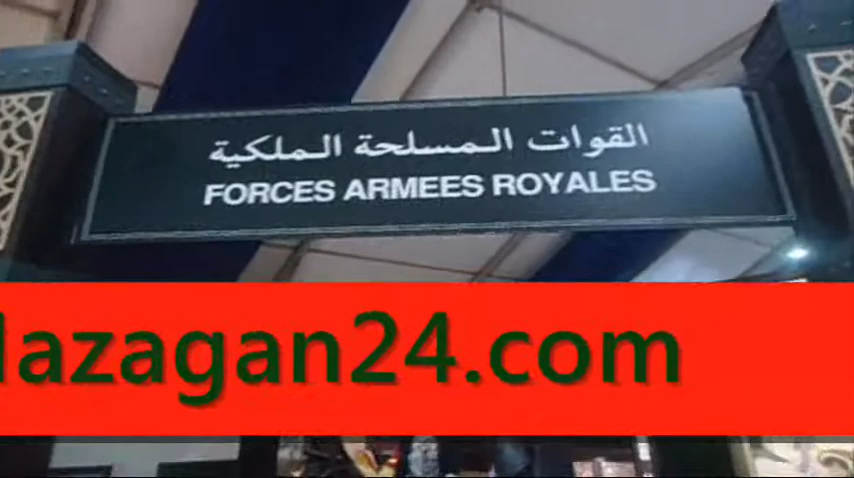 القوات المسلحة الملكية
FORCES ARMEES ROYALES
lazagan24.com